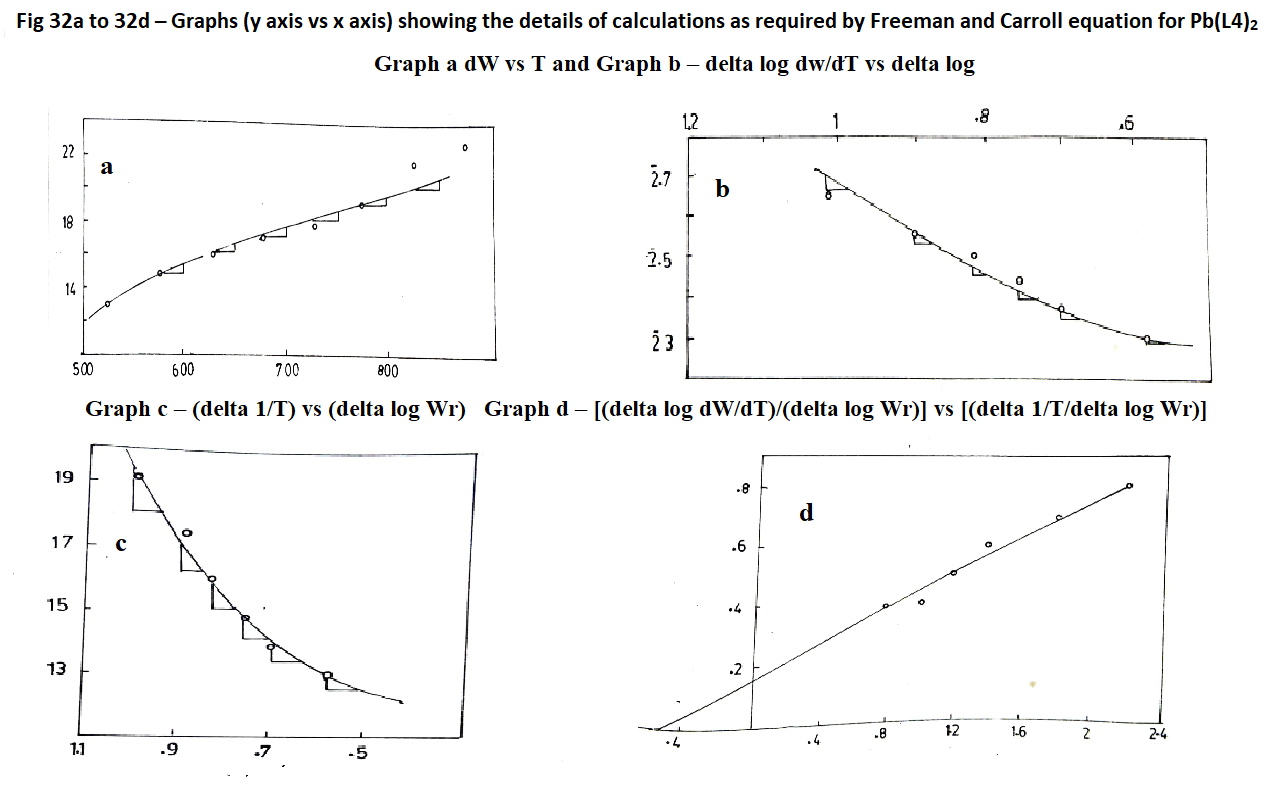 Fig 32a to 32d – Graphs (y axis vs x axis) showing the details of calculations as required by Freeman and Carroll equation for Pb(L4)₂
Graph a dW vs T and Graph b – delta log dw/dT vs delta log
22
18
14
a
500 600 700 800
1.2 1 .8 .6
2̄.7
2̄.5
2̄ 3
b
Graph c – (delta 1/T) vs (delta log Wr) Graph d – [(delta log dW/dT)/(delta log Wr)] vs [(delta 1/T/delta log Wr)]
19
17
15
13
c
1.1 .9 .7 .5
.8
.6
.4
.2
d
.4 .4 .8 1.2 1.6 2 2.4